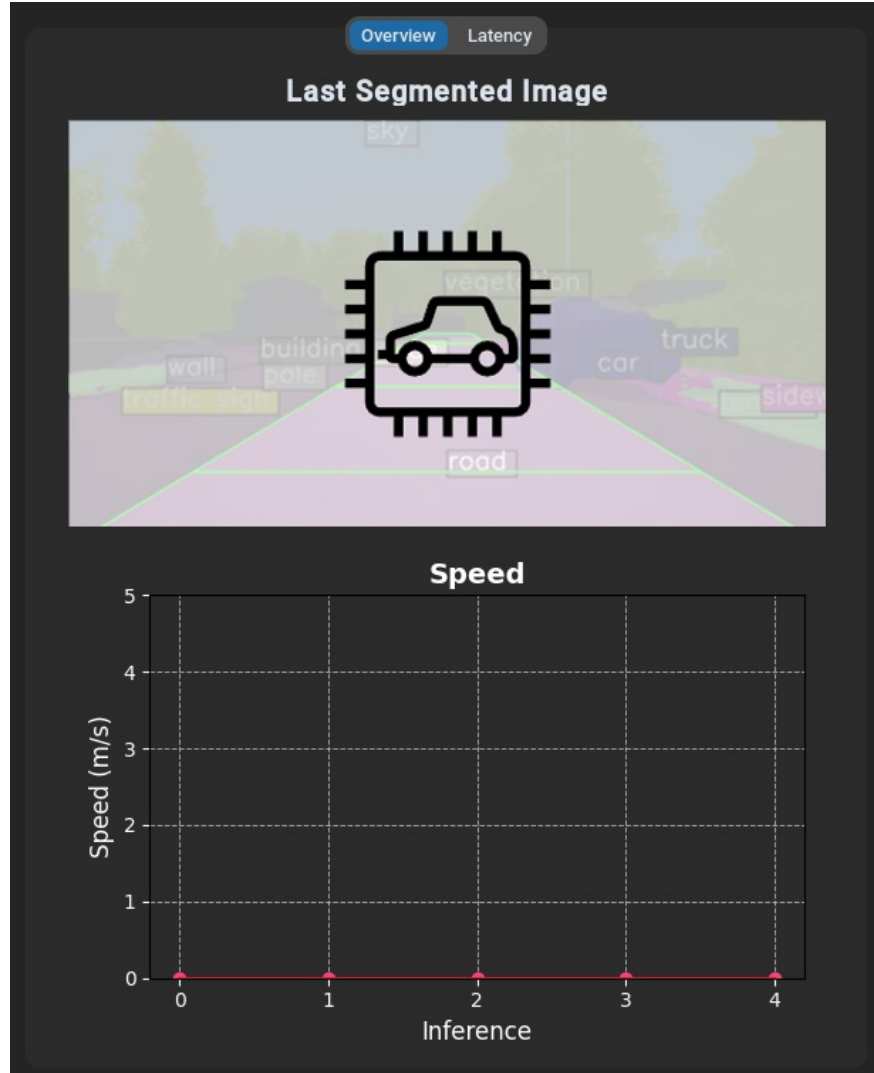 Overview Latency
Last Segmented Image
sky
vegetation
building
truck
wall
car
pole
traffic sign
sidew
road
Speed
5
4
3
2
1
0
Speed (m/s)
0 1 2 3 4
Inference